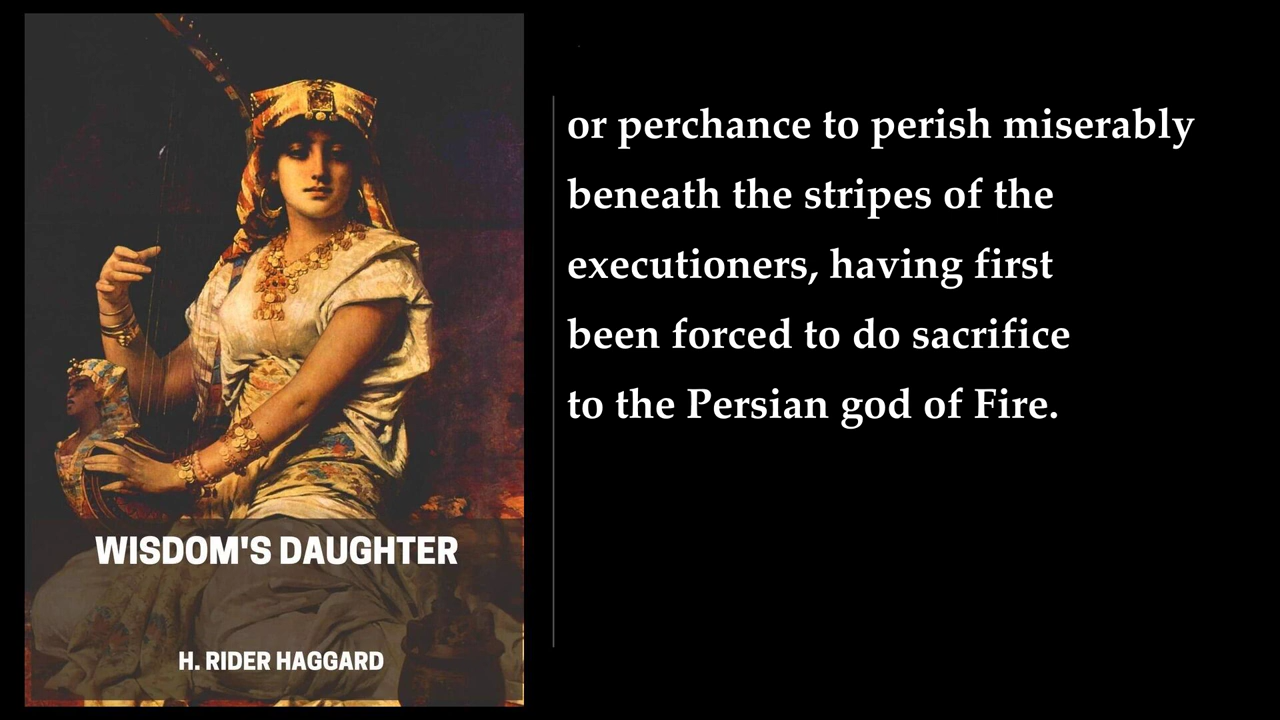 WISDOM'S DAUGHTER
H. RIDER HAGGARD
or perchance to perish miserably
beneath the stripes of the
executioners, having first
been forced to do sacrifice
to the Persian god of Fire.